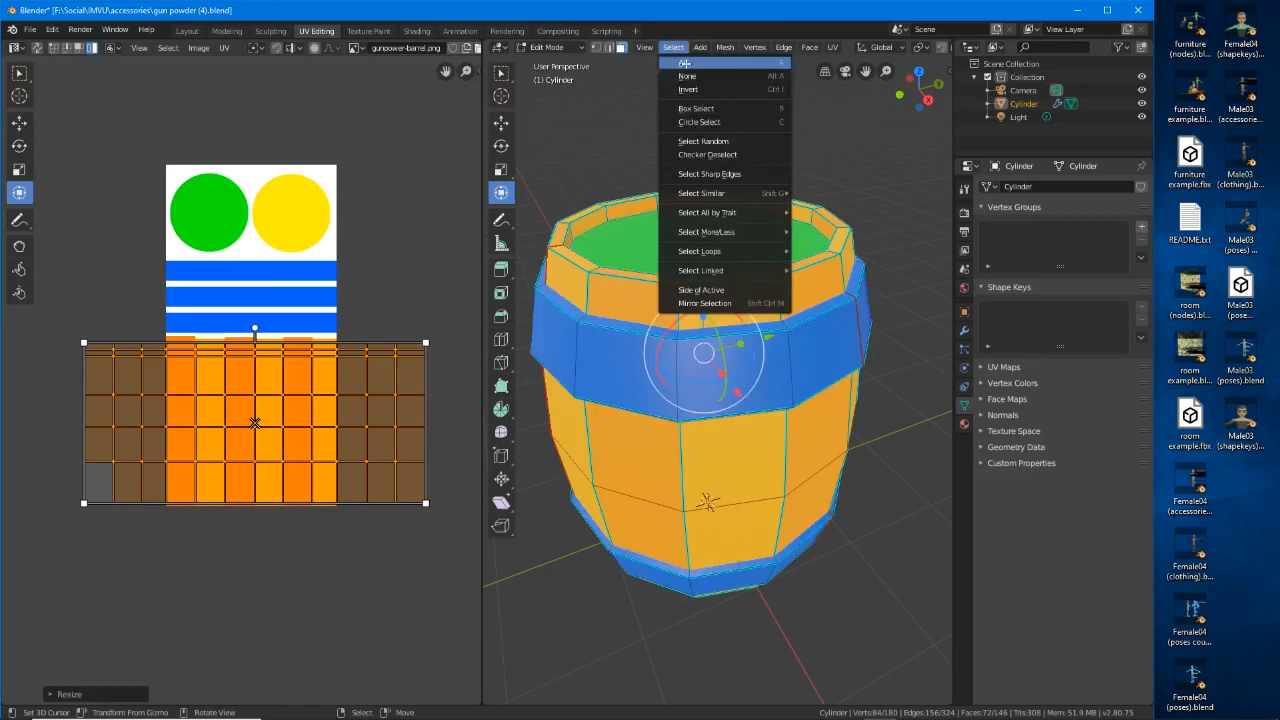 Blender* [F:\Social\IMVU\accessories\gun powder (4).blend]
File Edit Render Window Help
Layout Modeling Sculpting UV Editing Texture Paint Shading Animation Rendering Compositing Scripting
Scene
View Layer
View Select Image UV
gunpower-barrel.png
Edit Mode
View Select Add Mesh Vertex Edge Face UV
Global
User Perspective
(1) Cylinder
All A
None Alt A
Invert Ctrl I
Box Select B
Circle Select C
Select Random
Checker Deselect
Select Sharp Edges
Select Similar Shift G
Select All by Trait
Select More/Less
Select Loops
Select Linked
Side of Active
Mirror Selection Shift Ctrl M
Scene Collection
Collection
Camera
Cylinder
Light
Cylinder
Cylinder
Cylinder
Vertex Groups
Shape Keys
UV Maps
Vertex Colors
Face Maps
Normals
Texture Space
Geometry Data
Custom Properties
Resize
Set 3D Cursor
Transform From Gizmo
Rotate View
Select
Move
Cylinder | Verts:84/180 | Edges:156/324 | Faces:72/146 | Tris:308 | Mem: 51.9 MB | v2.80.75
furniture
(nodes).bl...
Female04
(shapekeys)...
furniture
example.bl...
Male03
(accessorie...
furniture
example.fbx
Male03
(clothing).b...
README.txt
Male03
(poses) ...
room
(nodes).blend
Male03
(poses).fbx
room
example.bl...
Male03
(poses).blend
room
example.fbx
Male03
(shapekeys)...
Female04
(accessorie...
Female04
(clothing).b...
Female04
(poses cou...
Female04
(poses).blend